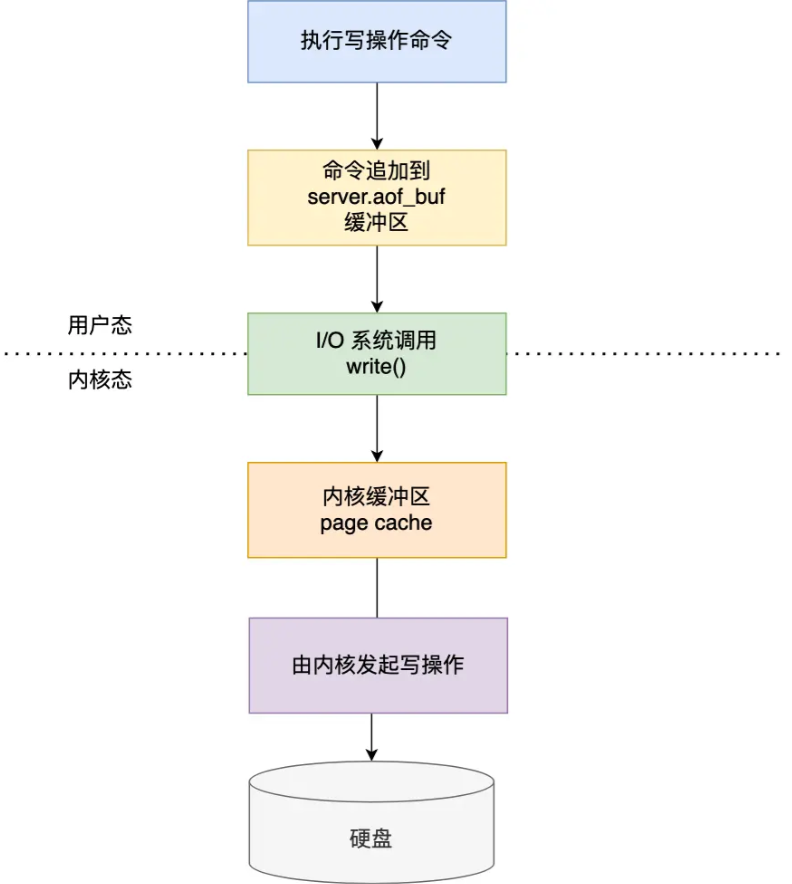 执行写操作命令
命令追加到
server.aof_buf
缓冲区
用户态
I/O 系统调用
write()
内核态
内核缓冲区
page cache
由内核发起写操作
硬盘